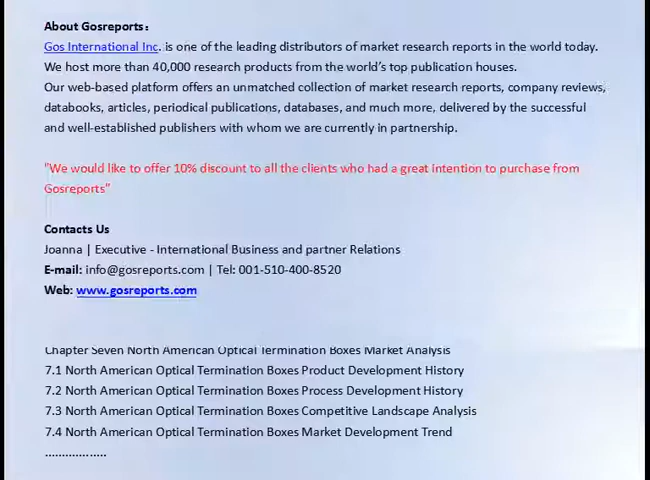 About Gosreports：
Gos International Inc. is one of the leading distributors of market research reports in the world today.
We host more than 40,000 research products from the world's top publication houses.
Our web-based platform offers an unmatched collection of market research reports, company reviews,
databooks, articles, periodical publications, databases, and much more, delivered by the successful
and well-established publishers with whom we are currently in partnership.
"We would like to offer 10% discount to all the clients who had a great intention to purchase from
Gosreports"
Contacts Us
Joanna | Executive - International Business and partner Relations
E-mail: info@gosreports.com | Tel: 001-510-400-8520
Web: www.gosreports.com
Chapter Seven North American Optical Termination Boxes Market Analysis
7.1 North American Optical Termination Boxes Product Development History
7.2 North American Optical Termination Boxes Process Development History
7.3 North American Optical Termination Boxes Competitive Landscape Analysis
7.4 North American Optical Termination Boxes Market Development Trend
..................